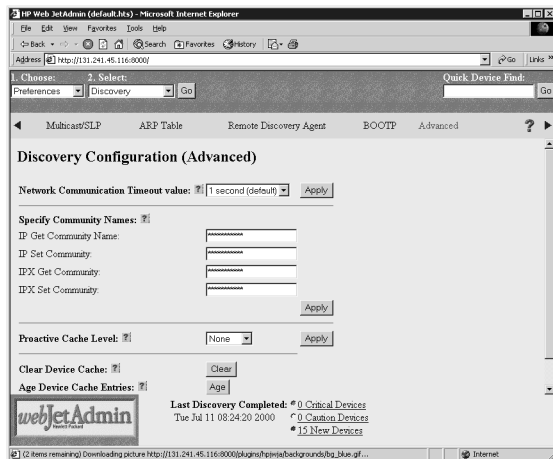 HP Web JetAdmin (default.hts) - Microsoft Internet Explorer
File Edit View Favorites Tools Help
Back Search Favorites History
Address http://131.241.45.116:8000/ Go Links »
1. Choose: 2. Select: Quick Device Find:
Preferences Discovery Go Go
Multicast/SLP ARP Table Remote Discovery Agent BOOTP Advanced ?
Discovery Configuration (Advanced)
Network Communication Timeout value: ? 1 second (default) Apply
Specify Community Names: ?
IP Get Community Name: ************
IP Set Community: ************
IPX Get Community: ************
IPX Set Community: ************
Apply
Proactive Cache Level: ? None Apply
Clear Device Cache: ? Clear
Age Device Cache Entries: ? Age
webJetAdmin
Hewlett Packard
Last Discovery Completed: 0 Critical Devices
Tue Jul 11 08:24:20 2000 0 Caution Devices
15 New Devices
(2 items remaining) Downloading picture http://131.241.45.116:8000/plugins/hpjwja/backgrounds/bg_blue.gif... Internet